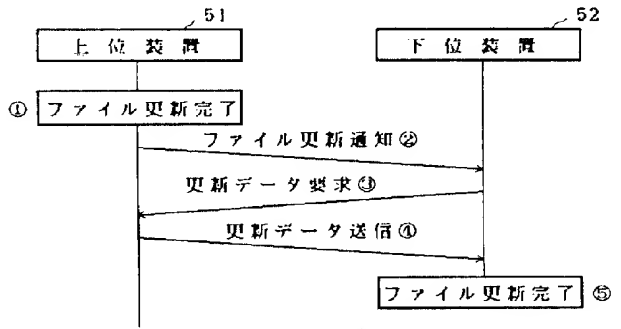 51
上位装置
52
下位装置
① ファイル更新完了
ファイル更新通知②
更新データ要求③
更新データ送信④
ファイル更新完了 ⑤